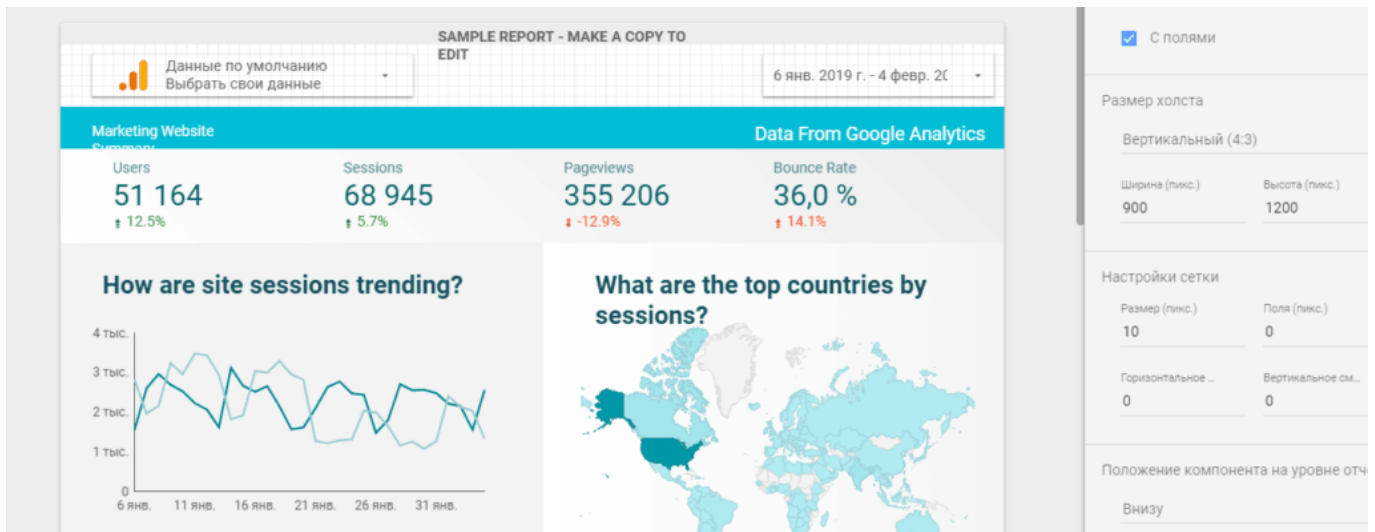 SAMPLE REPORT - MAKE A COPY TO
EDIT
Данные по умолчанию
Выбрать свои данные
6 янв. 2019 г. - 4 февр. 20
Marketing Website
Summary
Data From Google Analytics
Users
Sessions
Pageviews
Bounce Rate
51 164
68 945
355 206
36,0 %
12.5%
5.7%
-12.9%
14.1%
How are site sessions trending?
What are the top countries by
sessions?
4 тыс.
3 тыс.
2 тыс.
1 тыс.
0
6 янв.
11 янв.
16 янв.
21 янв.
26 янв.
31 янв.
С полями
Размер холста
Вертикальный (4:3)
Ширина (пикс.)
Высота (пикс.)
900
1200
Настройки сетки
Размер (пикс.)
Поля (пикс.)
10
0
Горизонтальное ...
Вертикальное см...
0
0
Положение компонента на уровне отч
Внизу